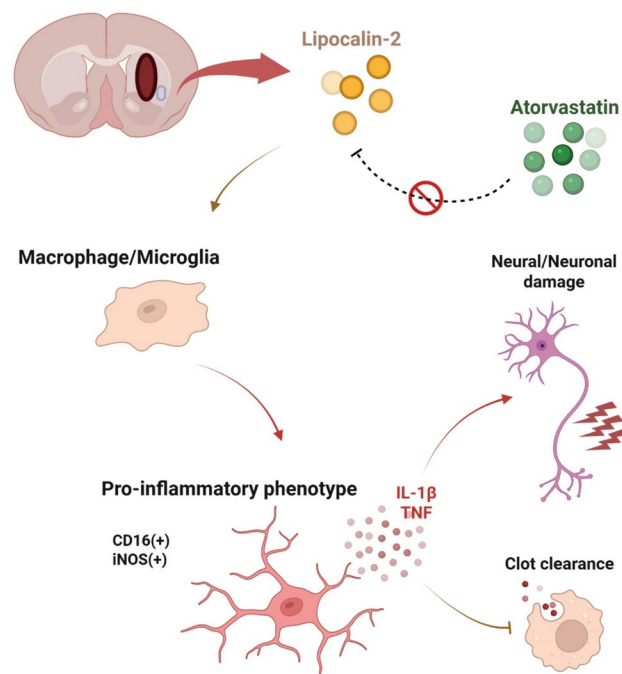 Lipocalin-2
Atorvastatin
Macrophage/Microglia
Neural/Neuronal
damage
Pro-inflammatory phenotype
CD16(+)
iNOS(+)
IL-1β
TNF
Clot clearance